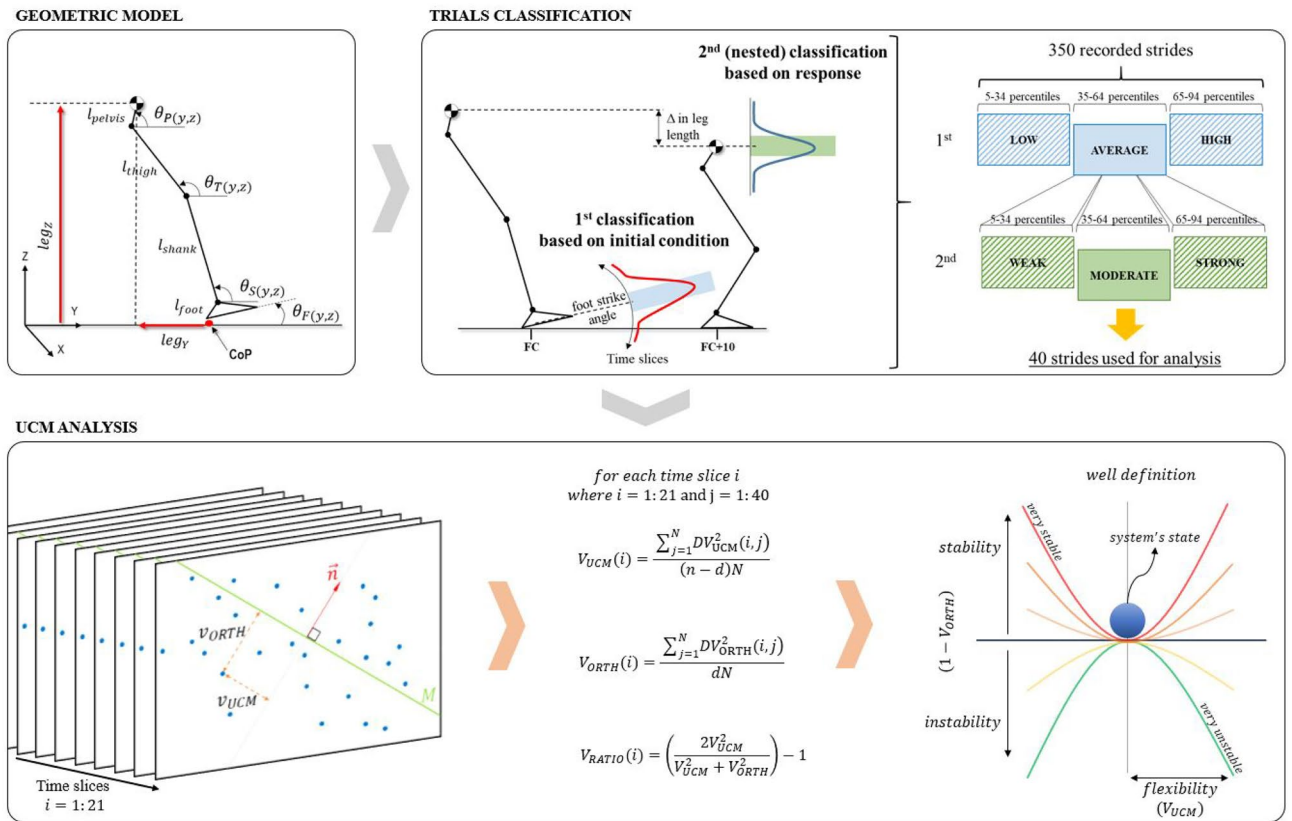 GEOMETRIC MODEL
l_pelvis
θ_P(y,z)
l_thigh
θ_T(y,z)
leg_Z
l_shank
Z
θ_S(y,z)
l_foot
θ_F(y,z)
Y
X
leg_Y
CoP
TRIALS CLASSIFICATION
2nd (nested) classification
based on response
Δ in leg
length
1st classification
based on initial condition
foot strike
angle
FC
FC+10
Time slices
350 recorded strides
5-34 percentiles 35-64 percentiles 65-94 percentiles
1st
LOW
AVERAGE
HIGH
5-34 percentiles 35-64 percentiles 65-94 percentiles
2nd
WEAK
MODERATE
STRONG
40 strides used for analysis
UCM ANALYSIS
n⃗
v_ORTH
v_UCM
M
Time slices
i = 1:21
for each time slice i
where i = 1:21 and j = 1:40
V_UCM(i) = ∑_{j=1}^{N} DV²_UCM(i,j) / (n − d)N
V_ORTH(i) = ∑_{j=1}^{N} DV²_ORTH(i,j) / dN
V_RATIO(i) = (2V²_UCM / (V²_UCM + V²_ORTH)) − 1
well definition
very stable
system's state
stability
(1 − V_ORTH)
instability
very unstable
flexibility
(V_UCM)